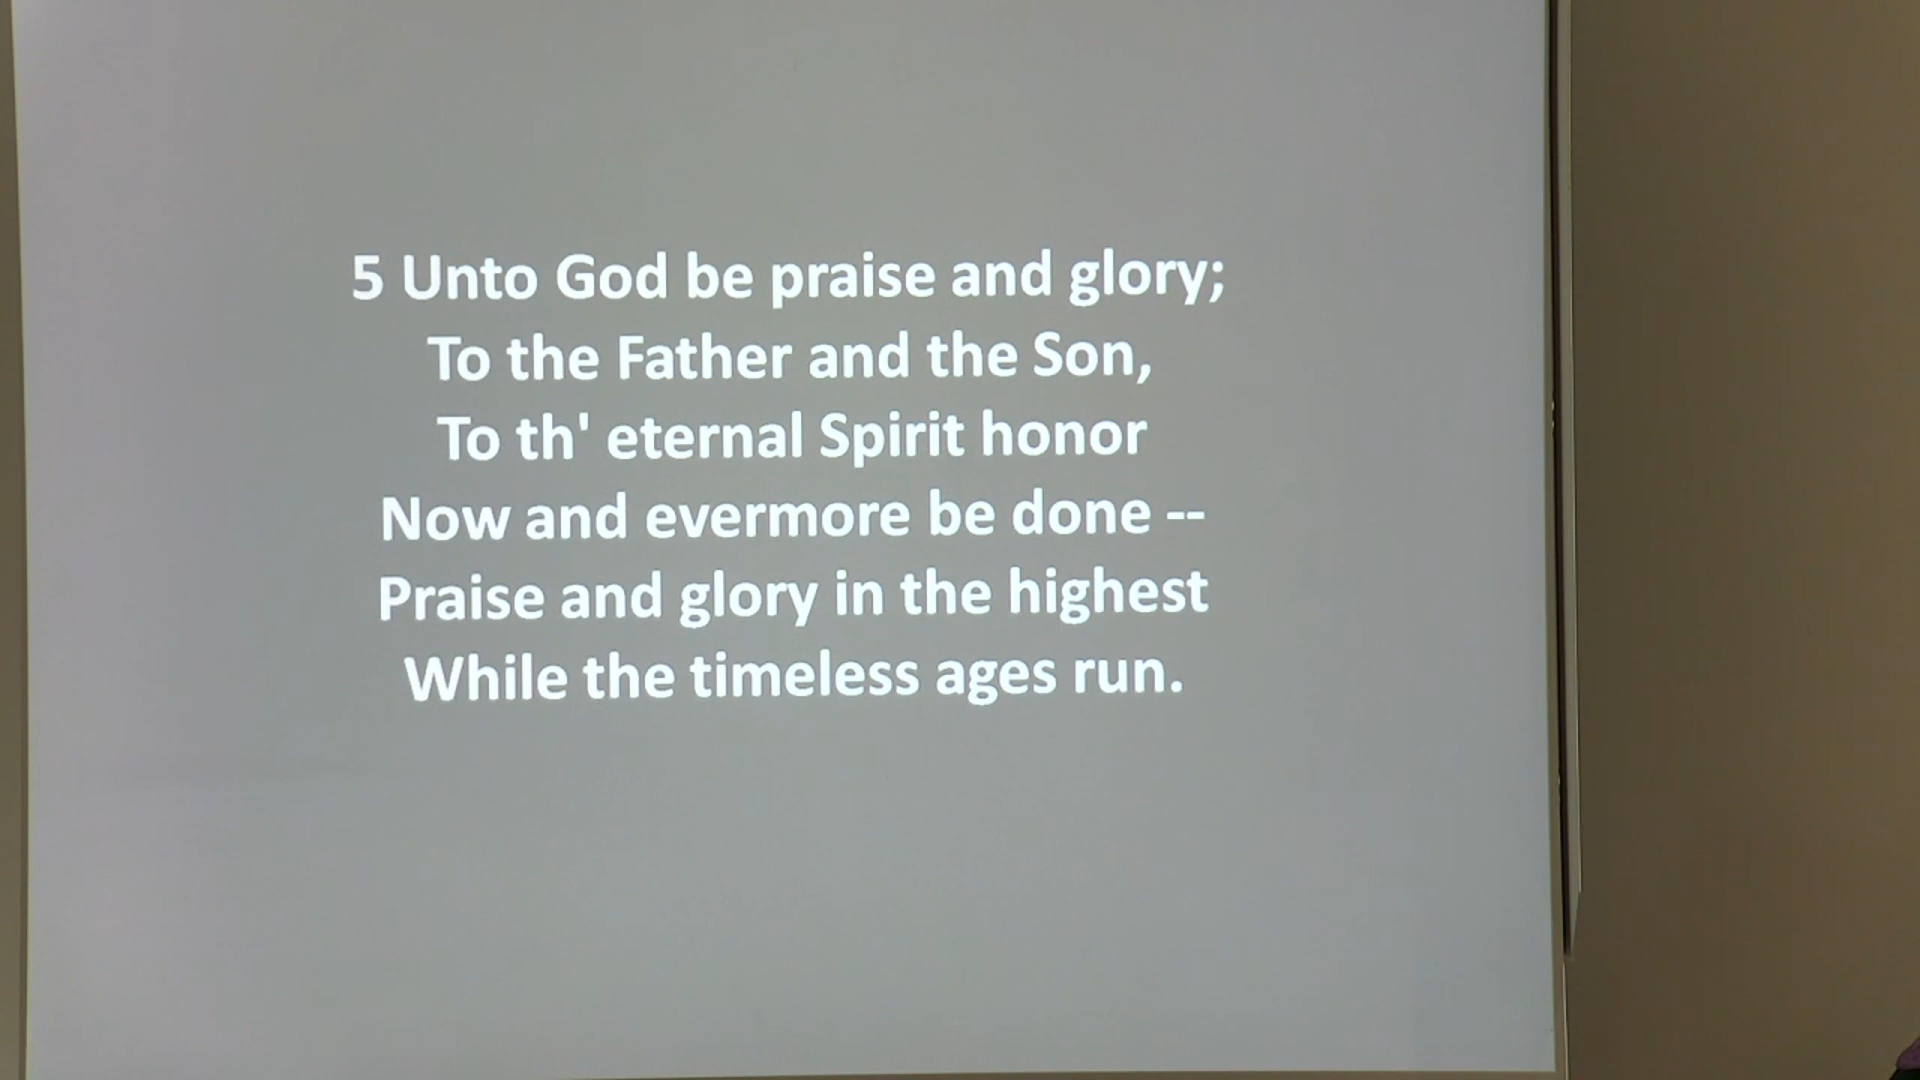 5 Unto God be praise and glory;
To the Father and the Son,
To th' eternal Spirit honor
Now and evermore be done --
Praise and glory in the highest
While the timeless ages run.